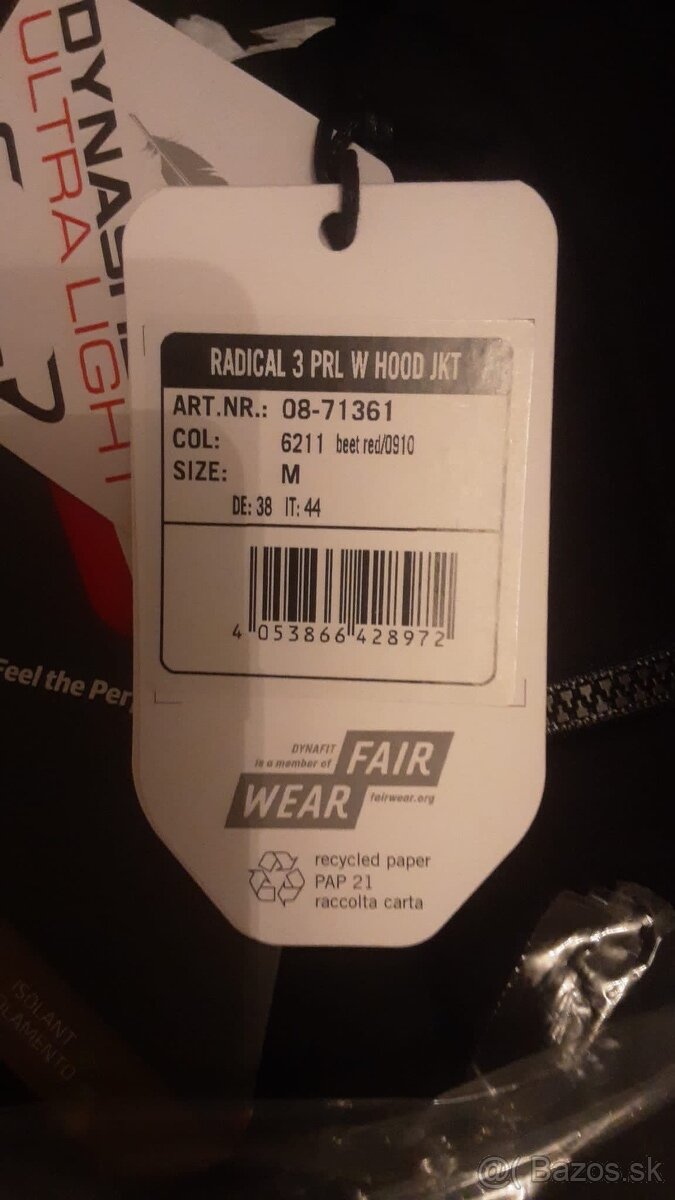 ULTRA LIGHT
RADICAL 3 PRL W HOOD JKT
ART.NR.: 08-71361
COL: 6211 beet red/0910
SIZE: M
DE: 38 IT: 44
4 053866 428972
Feel the Per
DYNAFIT
is a member of
FAIR
WEAR
fairwear.org
recycled paper
PAP 21
raccolta carta
ISOLANT
@( Bazos.sk